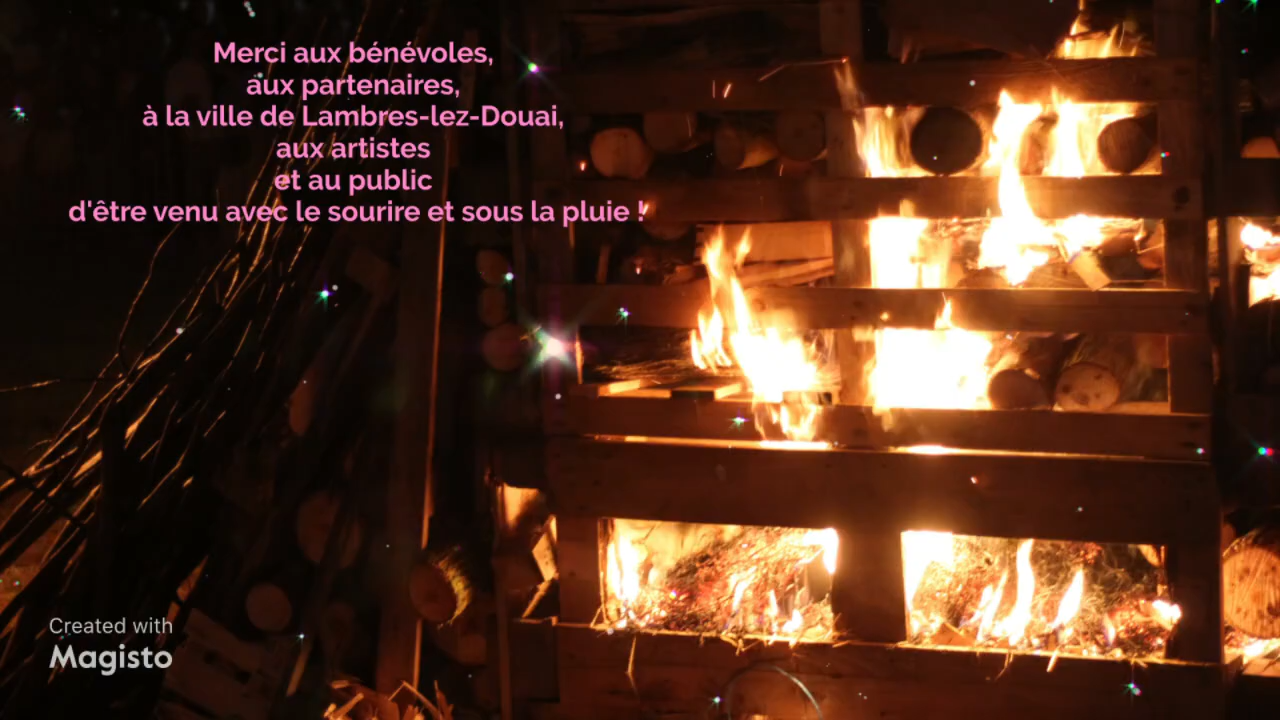 Merci aux bénévoles,
aux partenaires,
à la ville de Lambres-lez-Douai,
aux artistes
et au public
d'être venu avec le sourire et sous la pluie !
Created with
Magisto